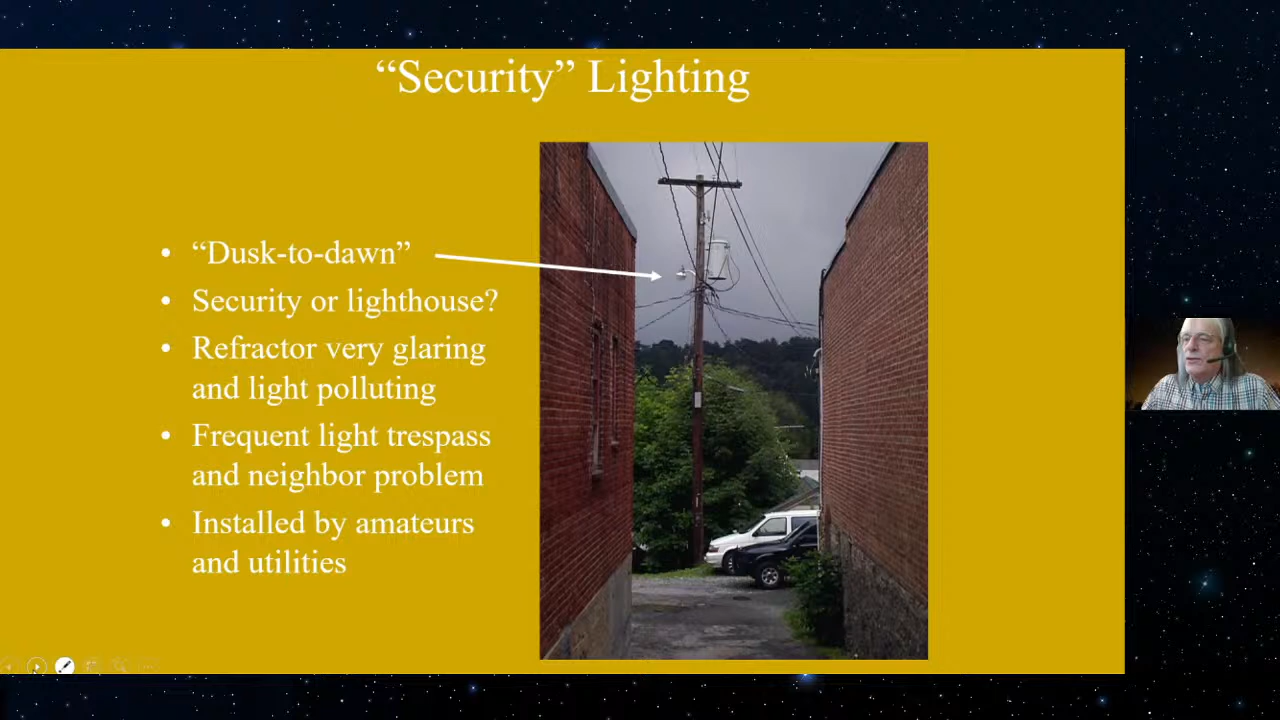 “Security” Lighting
• “Dusk-to-dawn”
• Security or lighthouse?
• Refractor very glaring
and light polluting
• Frequent light trespass
and neighbor problem
• Installed by amateurs
and utilities